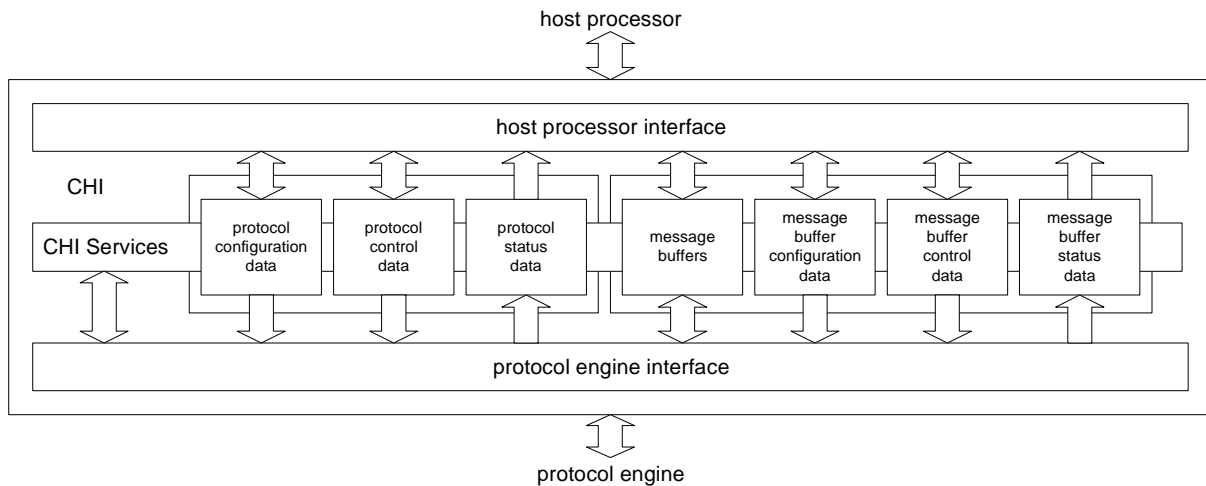 host processor
host processor interface
CHI
CHI Services
protocol
configuration
data
protocol
control
data
protocol
status
data
message
buffers
message
buffer
configuration
data
message
buffer
control
data
message
buffer
status
data
protocol engine interface
protocol engine